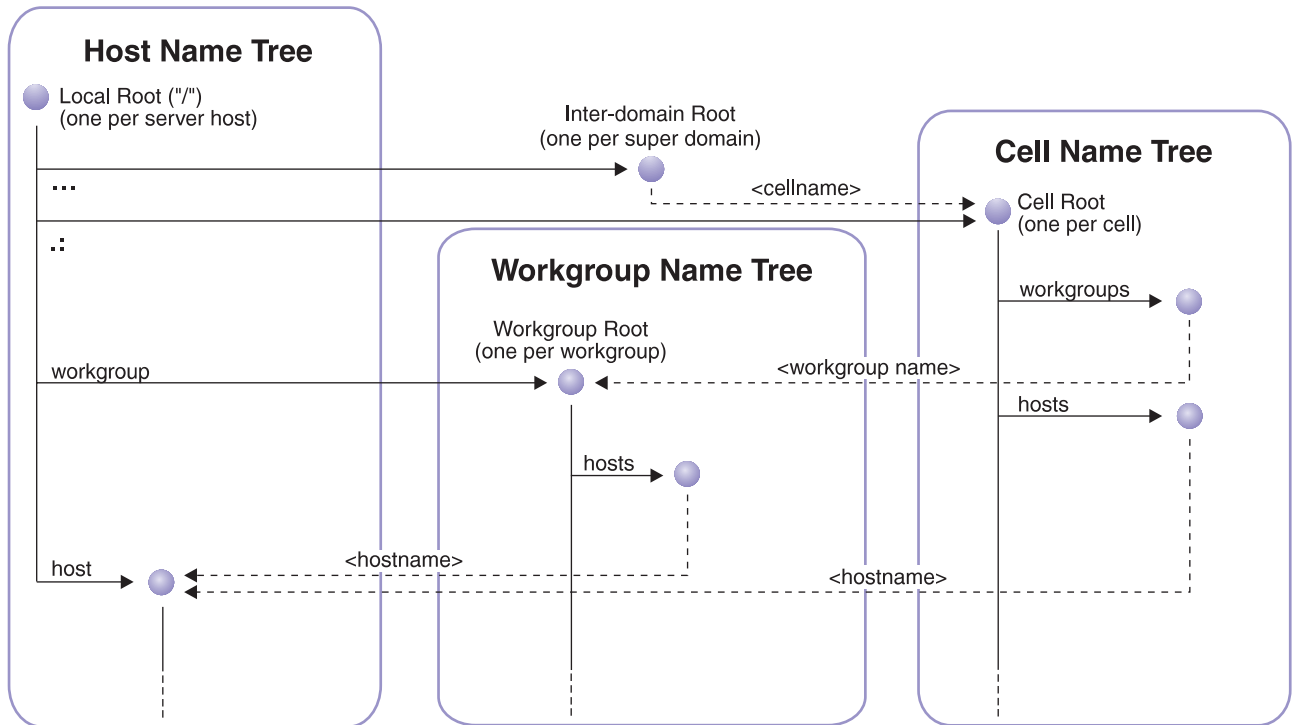 Host Name Tree
Local Root ("/")
(one per server host)
Inter-domain Root
(one per super domain)
Cell Name Tree
...
<cellname>
Cell Root
(one per cell)
.:
Workgroup Name Tree
workgroups
Workgroup Root
(one per workgroup)
workgroup
<workgroup name>
hosts
hosts
<hostname>
host
<hostname>